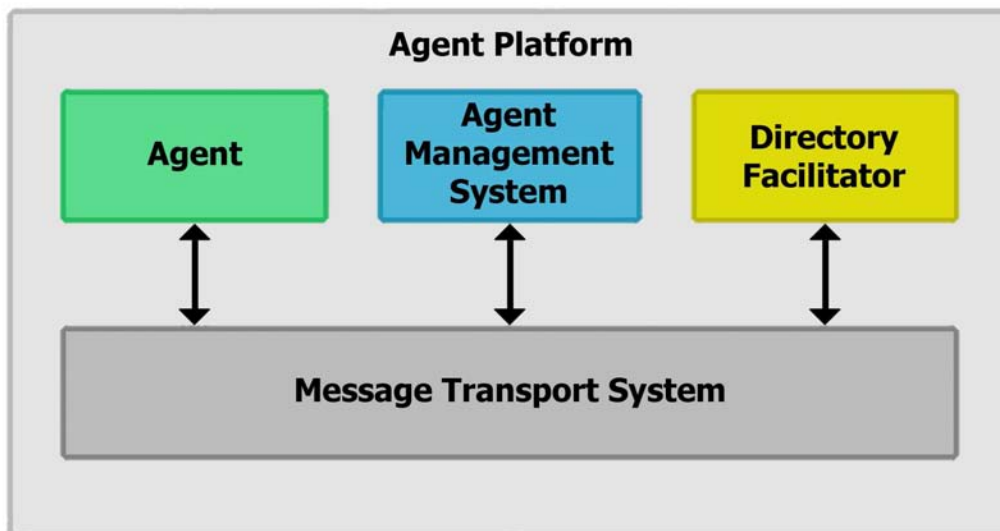 Agent Platform
Agent
Agent
Management
System
Directory
Facilitator
Message Transport System